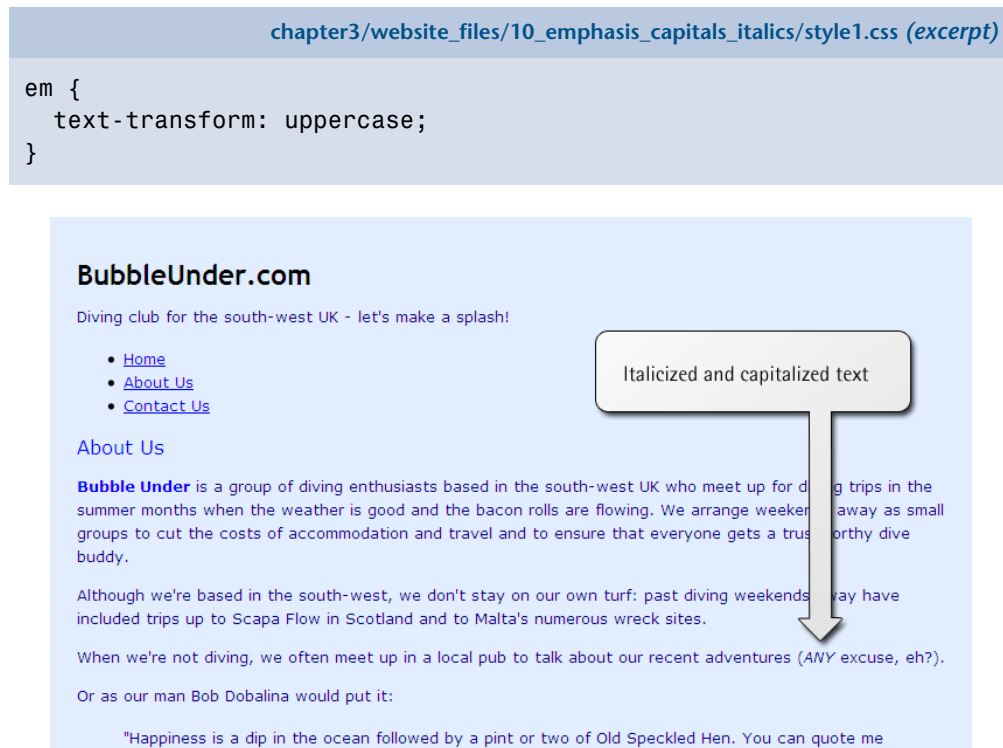 chapter3/website_files/10_emphasis_capitals_italics/style1.css (excerpt)
em {
text-transform: uppercase;
}
BubbleUnder.com
Diving club for the south-west UK - let's make a splash!
• Home
• About Us
• Contact Us
Italicized and capitalized text
About Us
Bubble Under is a group of diving enthusiasts based in the south-west UK who meet up for d g trips in the
summer months when the weather is good and the bacon rolls are flowing. We arrange weeken away as small
groups to cut the costs of accommodation and travel and to ensure that everyone gets a trus orthy dive
buddy.
Although we're based in the south-west, we don't stay on our own turf: past diving weekends way have
included trips up to Scapa Flow in Scotland and to Malta's numerous wreck sites.
When we're not diving, we often meet up in a local pub to talk about our recent adventures (ANY excuse, eh?).
Or as our man Bob Dobalina would put it:
"Happiness is a dip in the ocean followed by a pint or two of Old Speckled Hen. You can quote me